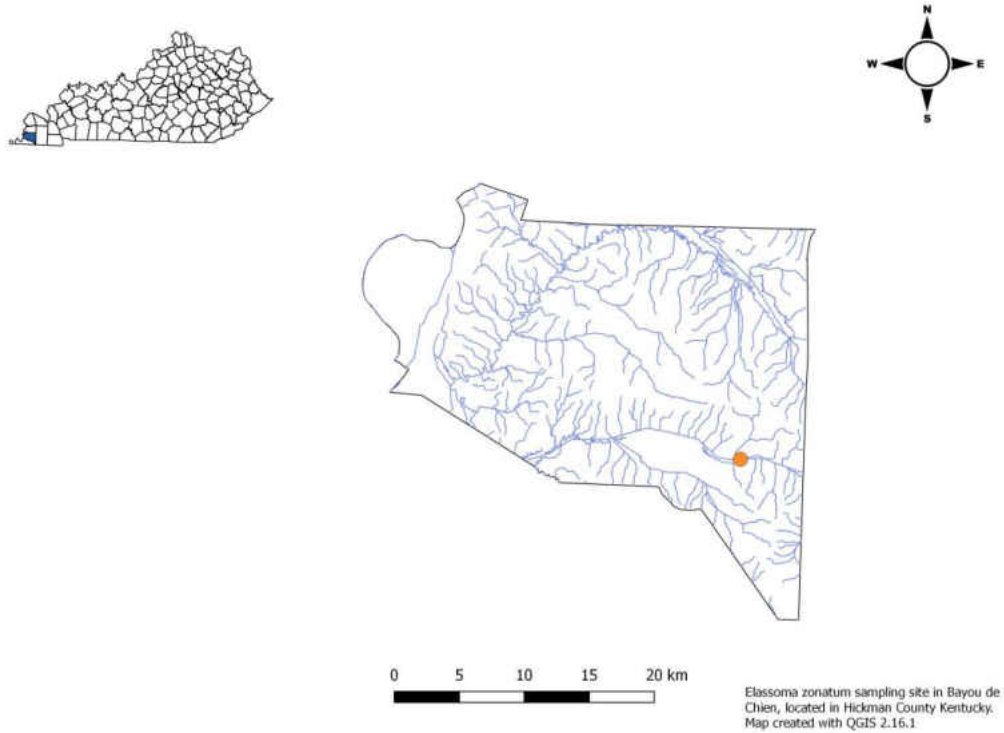 N
W E
S
0 5 10 15 20 km
Elassoma zonatum sampling site in Bayou de
Chien, located in Hickman County Kentucky.
Map created with QGIS 2.16.1